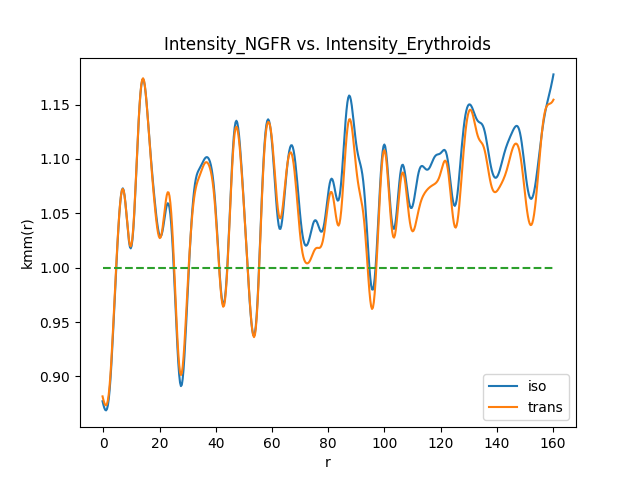 Intensity_NGFR vs. Intensity_Erythroids
kmm(r)
1.15
1.10
1.05
1.00
0.95
0.90
0 20 40 60 80 100 120 140 160
r
iso
trans